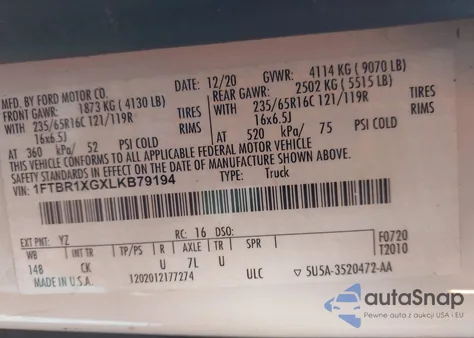 MFD. BY FORD MOTOR CO.
DATE: 12/20 GVWR: 4114 KG ( 9070 LB)
FRONT GAWR: 1873 KG ( 4130 LB)
REAR GAWR: 2502 KG ( 5515 LB)
WITH 235/65R16C 121/119R TIRES
WITH 235/65R16C 121/119R TIRES
16x6.5J RIMS
16x6.5J RIMS
AT 360 kPa/ 52 PSI COLD
AT 520 kPa/ 75 PSI COLD
THIS VEHICLE CONFORMS TO ALL APPLICABLE FEDERAL MOTOR VEHICLE
SAFETY STANDARDS IN EFFECT ON THE DATE OF MANUFACTURE SHOWN ABOVE.
VIN: 1FTBR1XGXLKB79194 TYPE: Truck
EXT PNT: YZ RC: 16 DSO: F0720
WB INT TR TP/PS R AXLE TR SPR T2010
148 CK U 7L U
MADE IN U.S.A. 1202012177274 ULC ▽ 5U5A-3520472-AA
autaSnap
Pewne auta z aukcji USA i EU